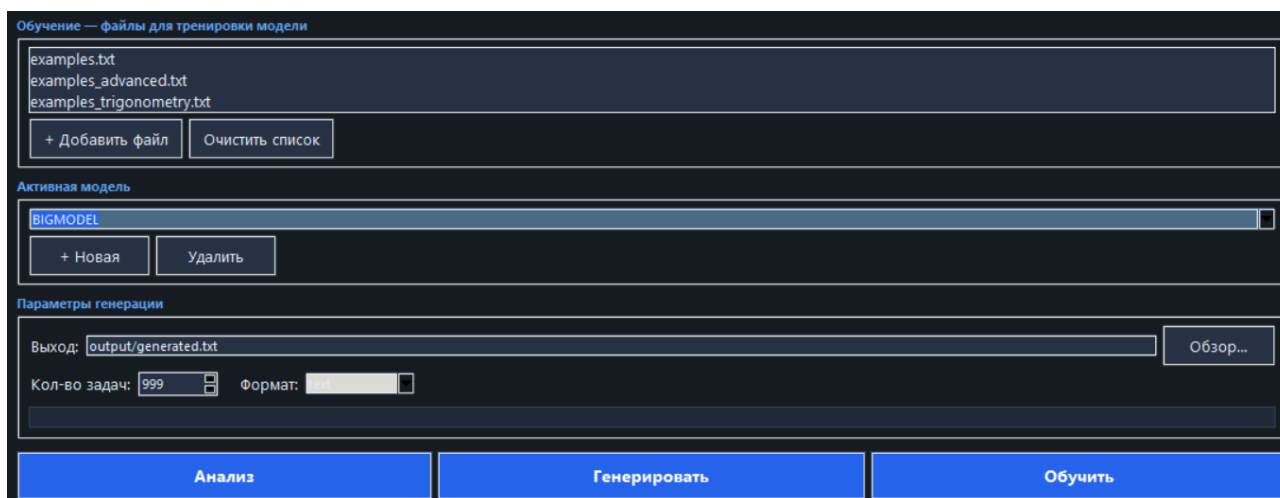 Обучение — файлы для тренировки модели
examples.txt
examples_advanced.txt
examples_trigonometry.txt
+ Добавить файл Очистить список
Активная модель
BIGMODEL
+ Новая Удалить
Параметры генерации
Выход: output/generated.txt Обзор...
Кол-во задач: 999 Формат: text
Анализ Генерировать Обучить